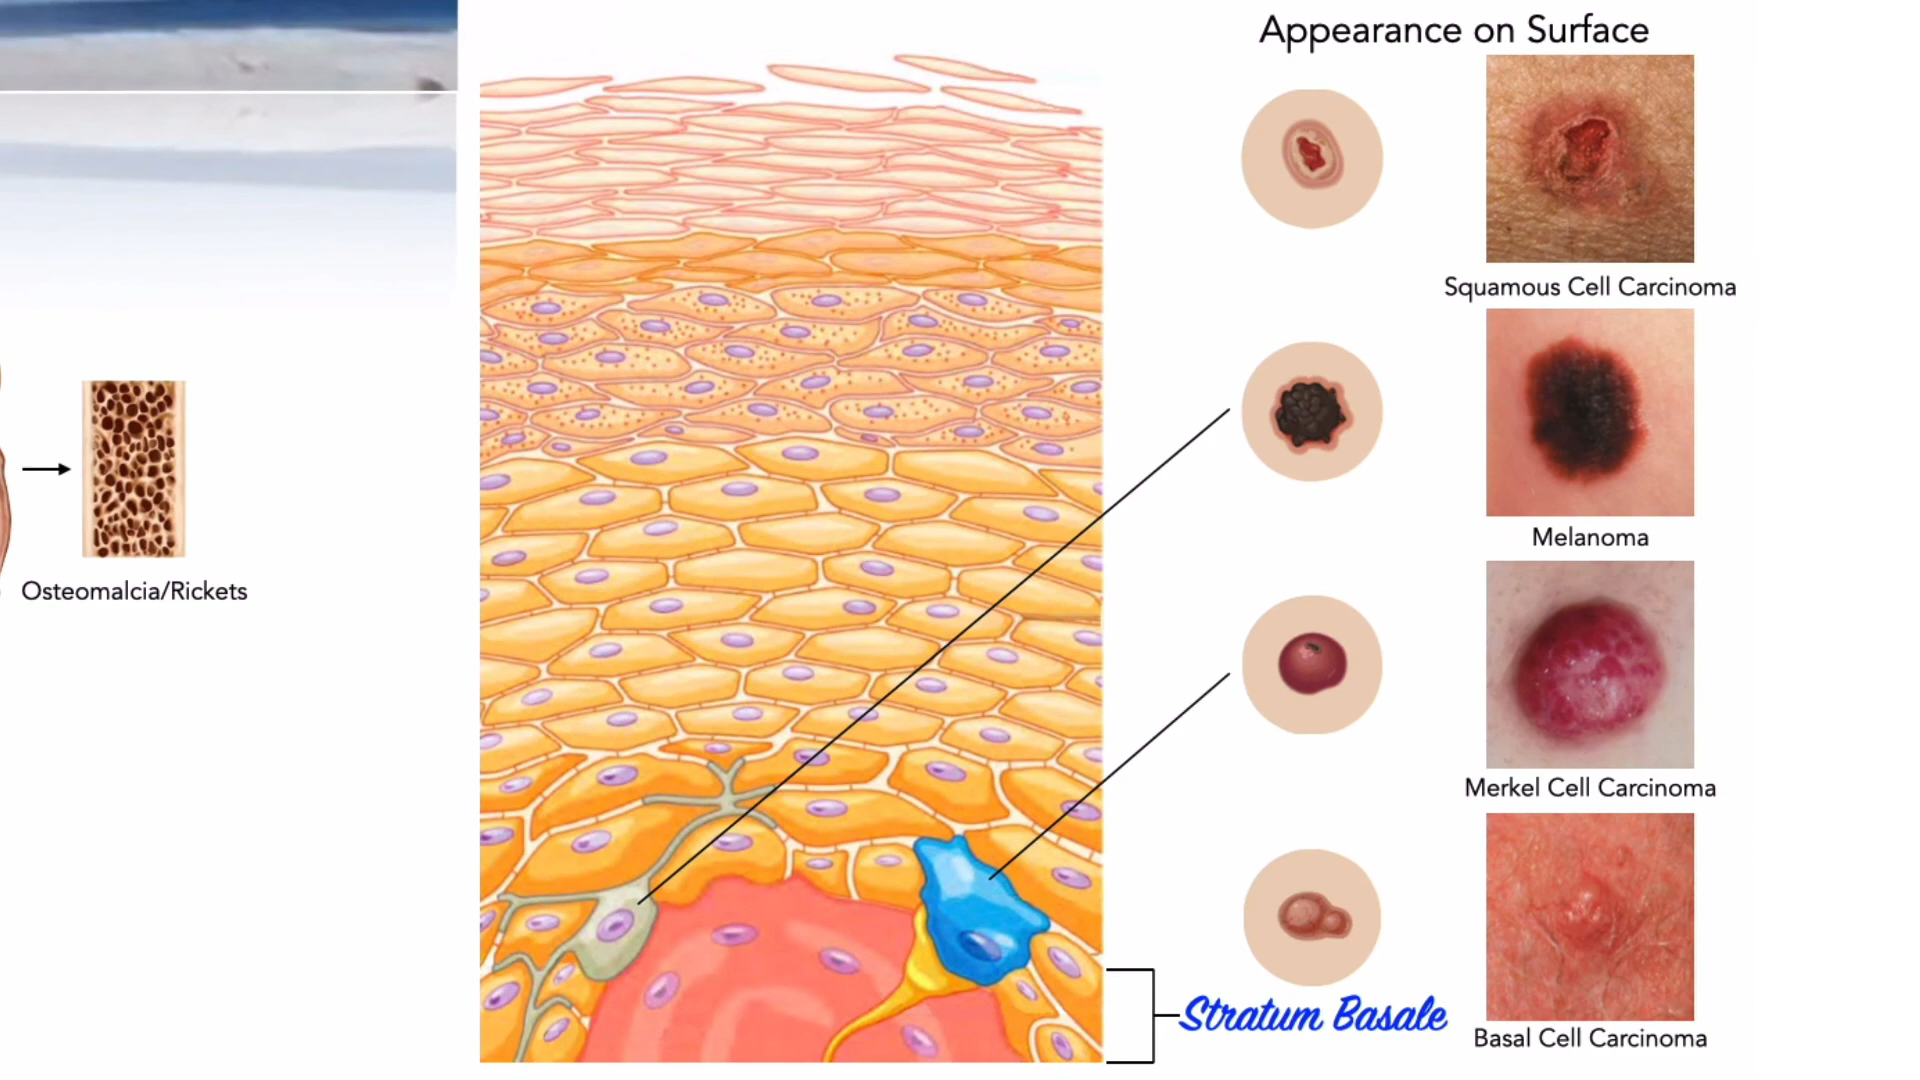 Appearance on Surface
Squamous Cell Carcinoma
Melanoma
Osteomalcia/Rickets
Merkel Cell Carcinoma
Stratum Basale
Basal Cell Carcinoma